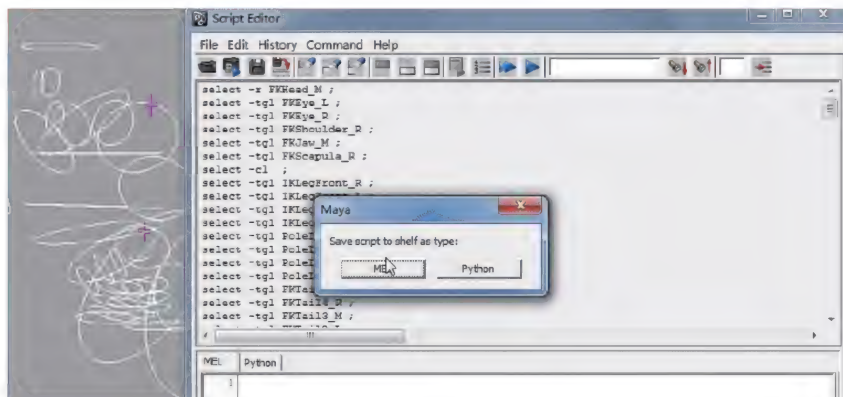 Script Editor
File Edit History Command Help
select -r FKHead_M ;
select -tgl FKEye_L ;
select -tgl FKEye_R ;
select -tgl FKShoulder_R ;
select -tgl FKJaw_M ;
select -tgl FKScapula_R ;
select -cl ;
select -tgl IKLegFront_R ;
select -tgl
select -tgl
select -tgl
select -tgl
select -tgl
select -tgl
select -tgl
select -tgl
select -tgl
select -tgl FKTail3_M ;
Maya
Save script to shelf as type:
MEL
Python
MEL Python
1